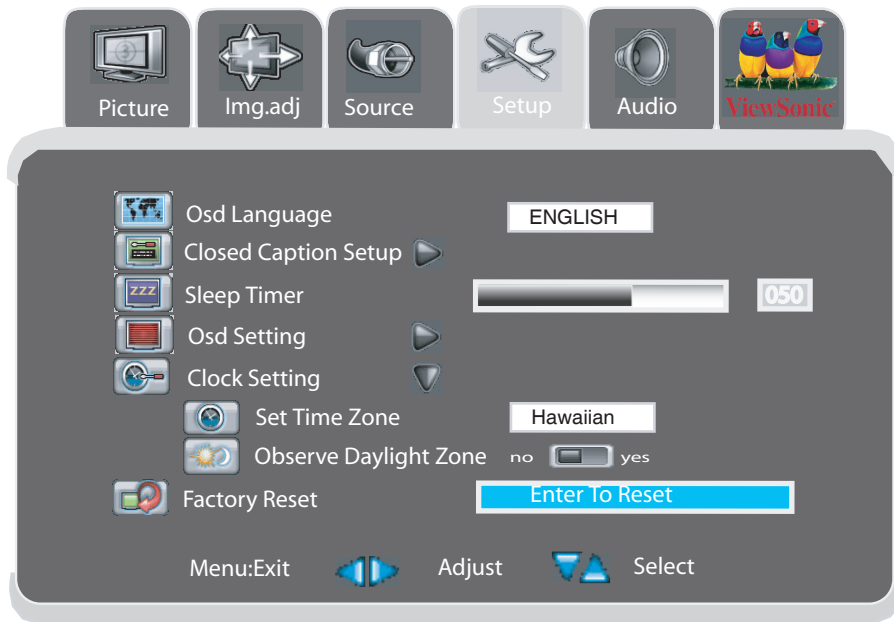 Picture Img.adj Source Setup Audio ViewSonic
Osd Language ENGLISH
Closed Caption Setup
zzz Sleep Timer 050
Osd Setting
Clock Setting
Set Time Zone Hawaiian
Observe Daylight Zone no yes
Factory Reset Enter To Reset
Menu:Exit Adjust Select